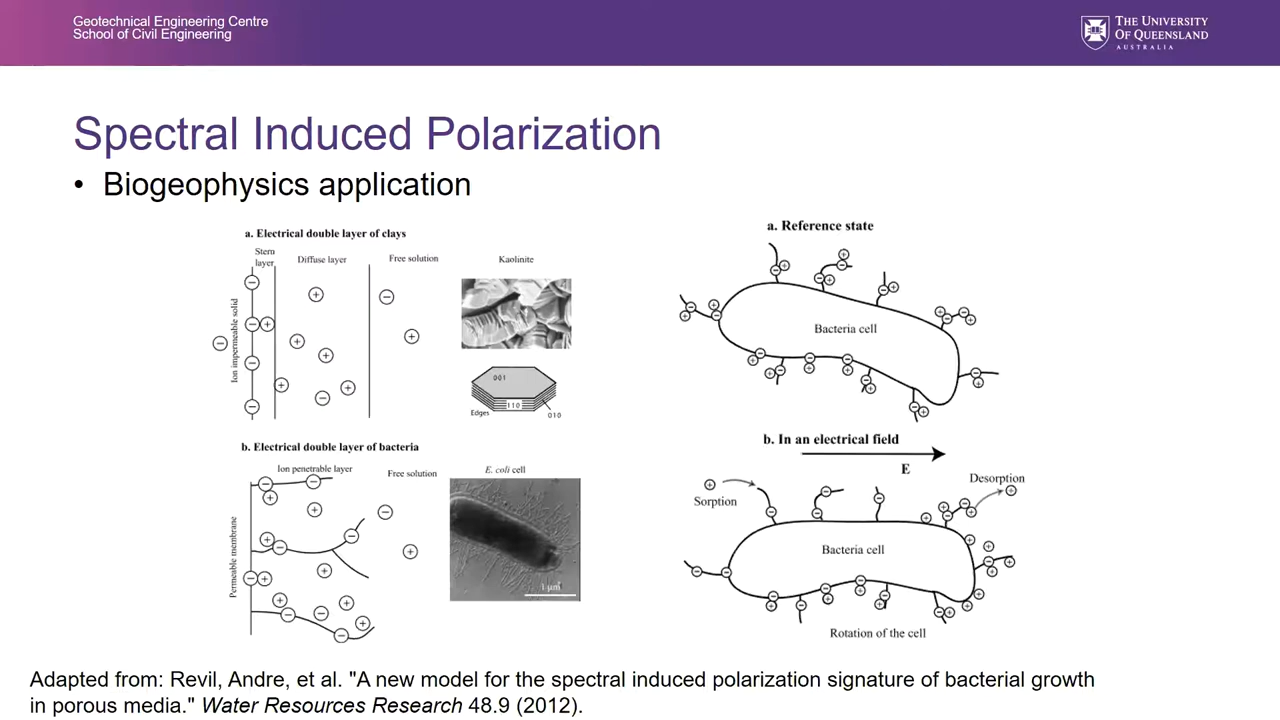 Geotechnical Engineering Centre
School of Civil Engineering
THE UNIVERSITY
OF QUEENSLAND
AUSTRALIA
Spectral Induced Polarization
• Biogeophysics application
a. Electrical double layer of clays
Stern
layer
Diffuse layer
Free solution
Kaolinite
Ion impermeable solid
001
110
Edges
010
b. Electrical double layer of bacteria
Ion penetrable layer
Free solution
E. coli cell
Permeable membrane
1 µm
a. Reference state
Bacteria cell
b. In an electrical field
E
Sorption
Desorption
Bacteria cell
Rotation of the cell
Adapted from: Revil, Andre, et al. "A new model for the spectral induced polarization signature of bacterial growth
in porous media." Water Resources Research 48.9 (2012).